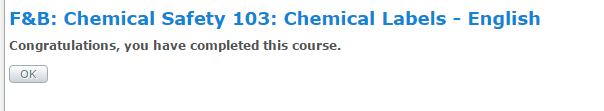 F&B: Chemical Safety 103: Chemical Labels - English
Congratulations, you have completed this course.
OK